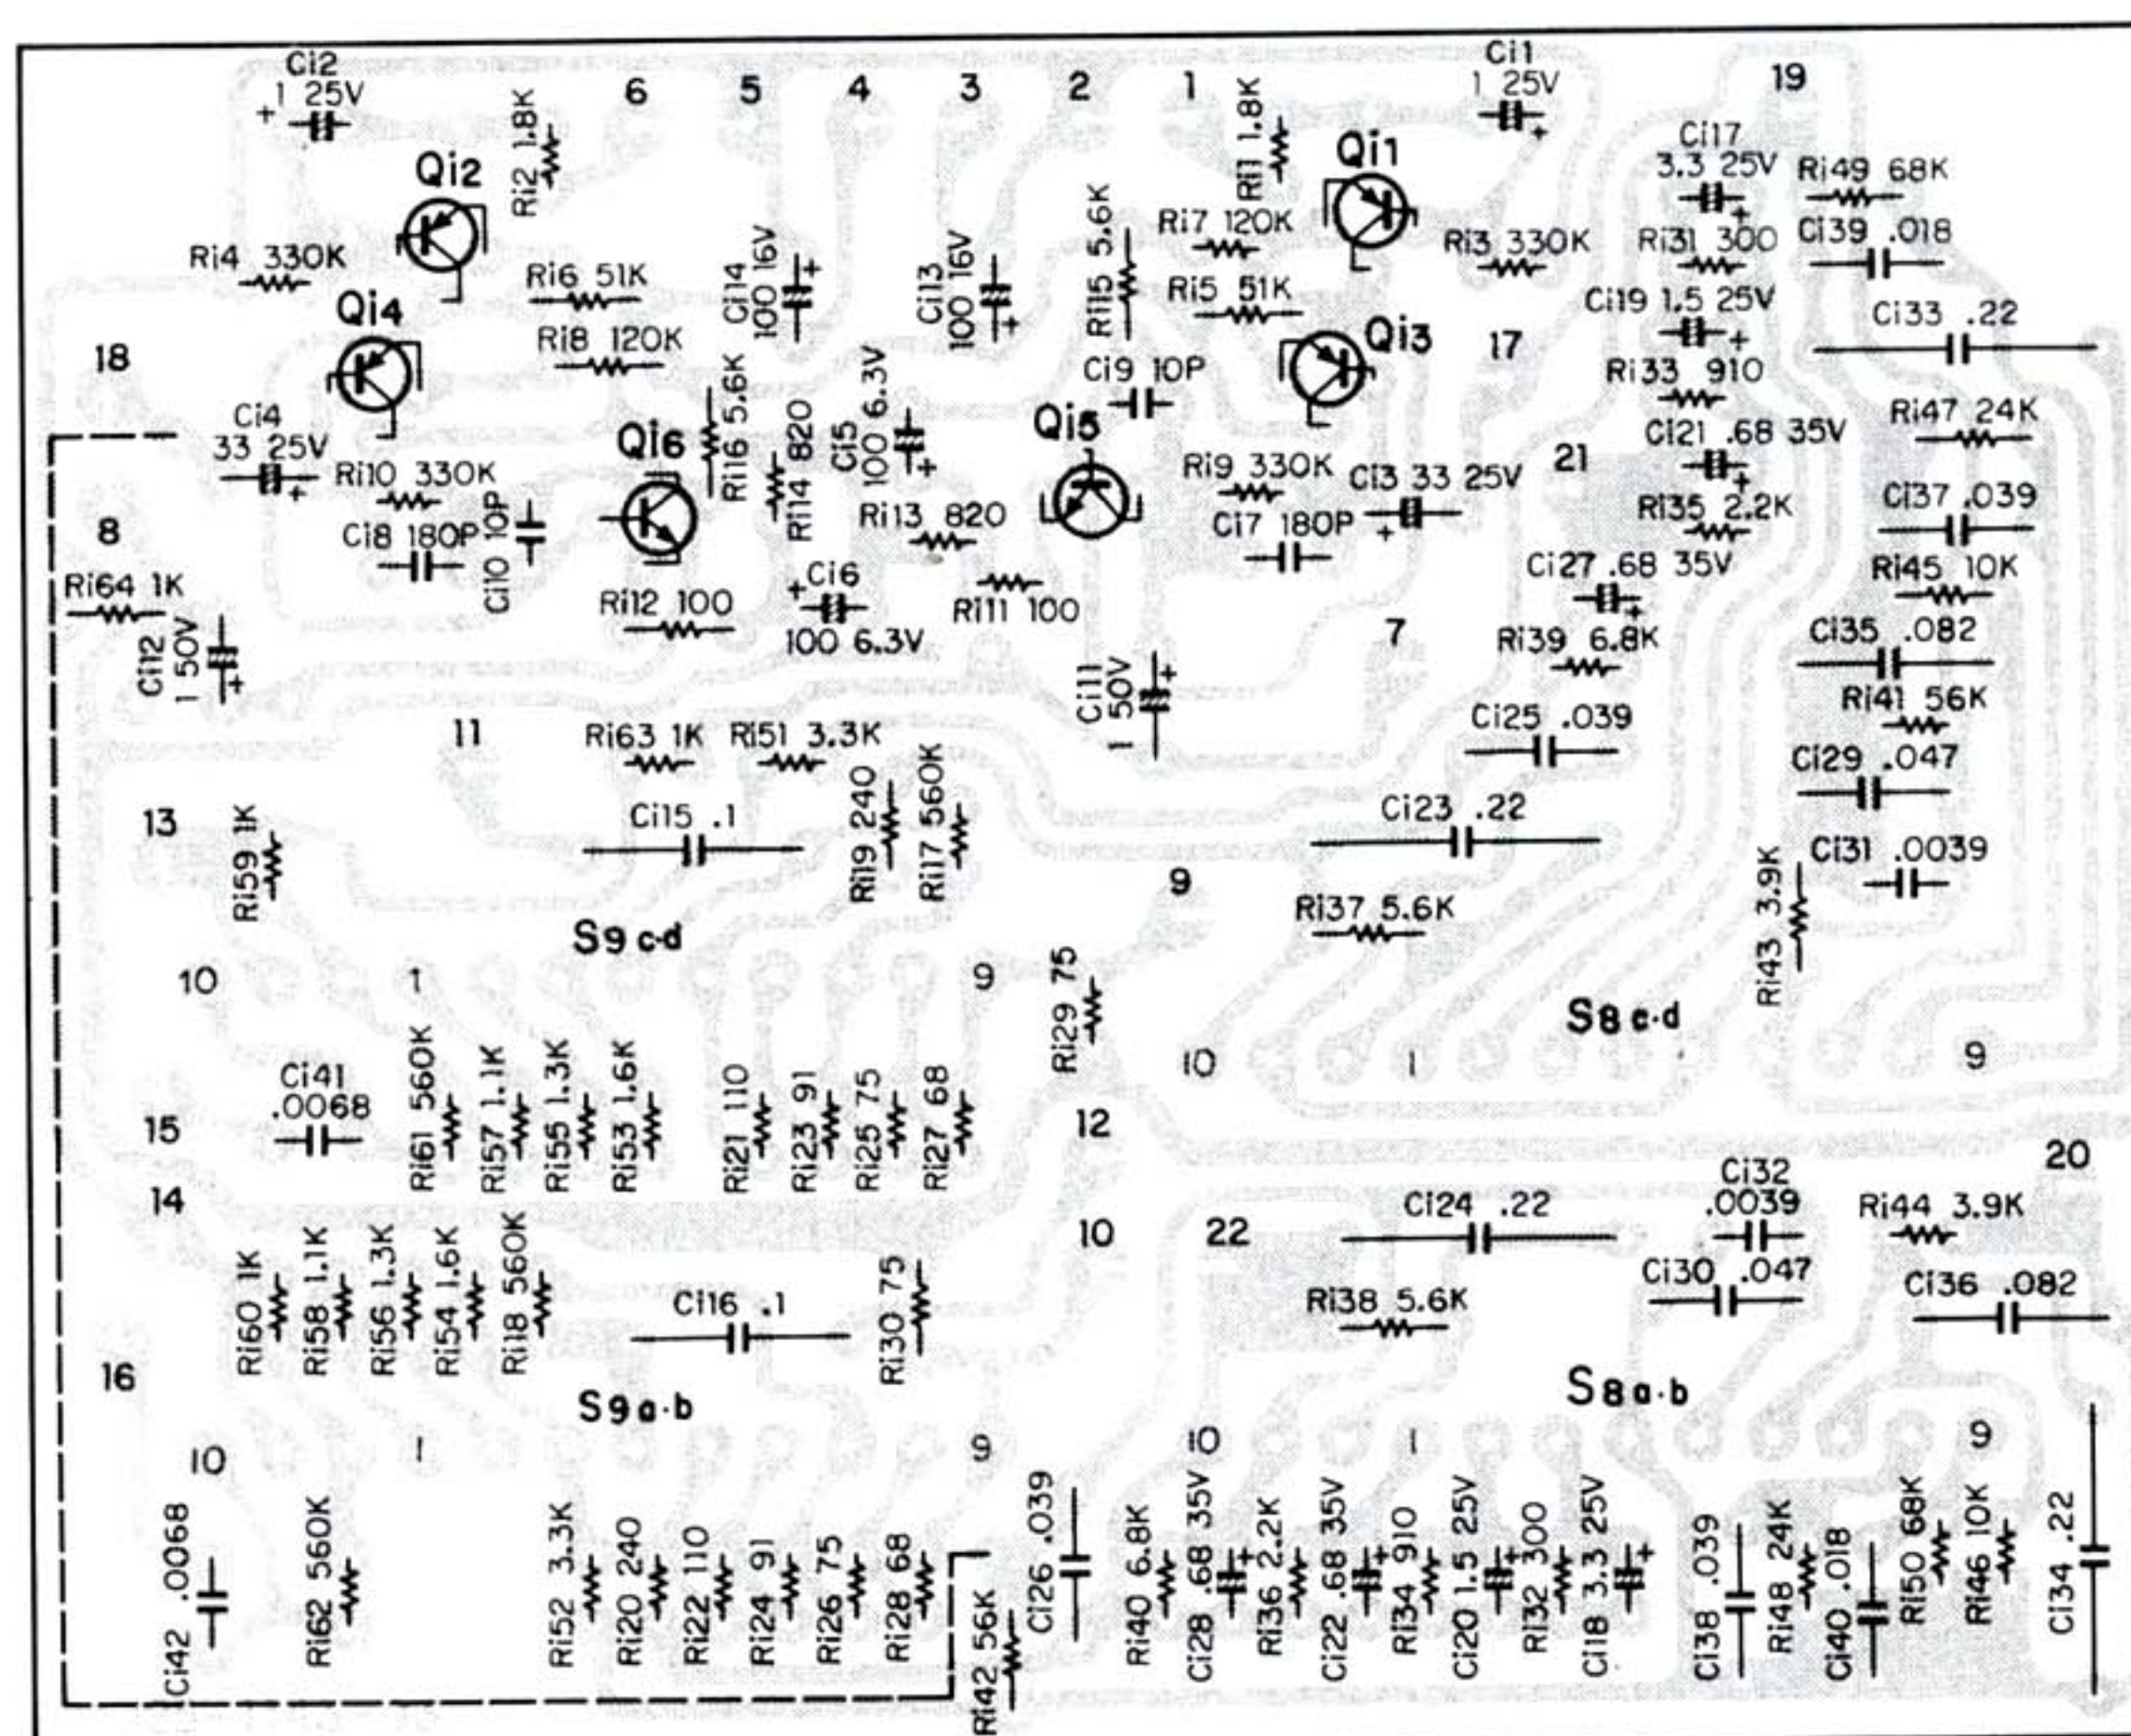 Ci2
1 25V
+
Ri2 1.8K
6
5
4
3
2
1
Ri1 1.8K
Ci1
1 25V
+
19
Qi2
Qi1
Ci17
3.3 25V
+
Ri49 68K
Ri4 330K
Ri6 51K
Ci14
100 16V
+
Ci13
100 16V
+
Ri15 5.6K
Ri7 120K
Ri3 330K
Ri31 300
Ci39 .018
Qi4
Ri5 51K
Ci19 1.5 25V
+
Ci33 .22
18
Ri8 120K
Qi3
17
Ci9 10P
Ri33 910
Ci4
33 25V
+
Ri16 5.6K
Ri14 820
Ci5
100 6.3V
+
Qi6
Qi5
Ri47 24K
Ci21 .68 35V
+
Ri10 330K
Ri9 330K
Ci3 33 25V
+
21
Ci37 .039
8
Ci8 180P
Ci10 10P
Ri13 820
Ci7 180P
Ri35 2.2K
Ri64 1K
Ri12 100
Ci6
+
100 6.3V
Ri11 100
Ci27 .68 35V
+
Ri45 10K
Ci12
1 50V
+
7
Ri39 6.8K
Ci35 .082
Ci11
1 50V
+
Ri41 56K
11
Ri63 1K
Ri51 3.3K
Ci25 .039
Ci29 .047
13
Ri59 1K
Ci15 .1
Ri19 240
Ri17 560K
Ci23 .22
Ci31 .0039
9
Ri37 5.6K
Ri43 3.9K
S9 c-d
10
1
9
Ri29 75
S8 c·d
10
1
9
Ci41
.0068
Ri61 560K
Ri57 1.1K
Ri55 1.3K
Ri53 1.6K
Ri21 110
Ri23 91
Ri25 75
Ri27 68
15
12
20
14
Ci32
.0039
Ci24 .22
Ri44 3.9K
10
22
Ri60 1K
Ri58 1.1K
Ri56 1.3K
Ri54 1.6K
Ri18 560K
Ci16 .1
Ri30 75
Ri38 5.6K
Ci30 .047
Ci36 .082
16
S9 a·b
S8 a·b
10
1
9
10
1
9
Ci42 .0068
Ri62 560K
Ri52 3.3K
Ri20 240
Ri22 110
Ri24 91
Ri26 75
Ri28 68
Ri42 56K
Ci26 .039
Ri40 6.8K
Ci28 .68 35V
+
Ri36 2.2K
Ci22 .68 35V
+
Ri34 910
Ci20 1.5 25V
+
Ri32 300
Ci18 3.3 25V
+
Ci38 .039
Ri48 24K
Ci40 .018
Ri50 68K
Ri46 10K
Ci34 .22